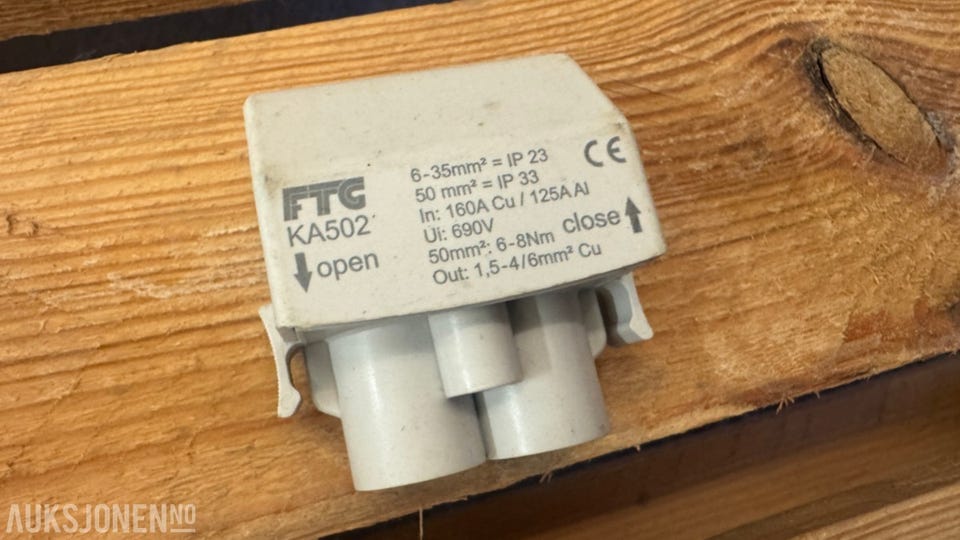 FTG
KA502
↓open
6-35mm² = IP 23
50 mm² = IP 33
In: 160A Cu / 125A Al
Ui: 690V
50mm²: 6-8Nm
Out: 1,5-4/6mm² Cu
CE
close↑
AUKSJONEN.NO